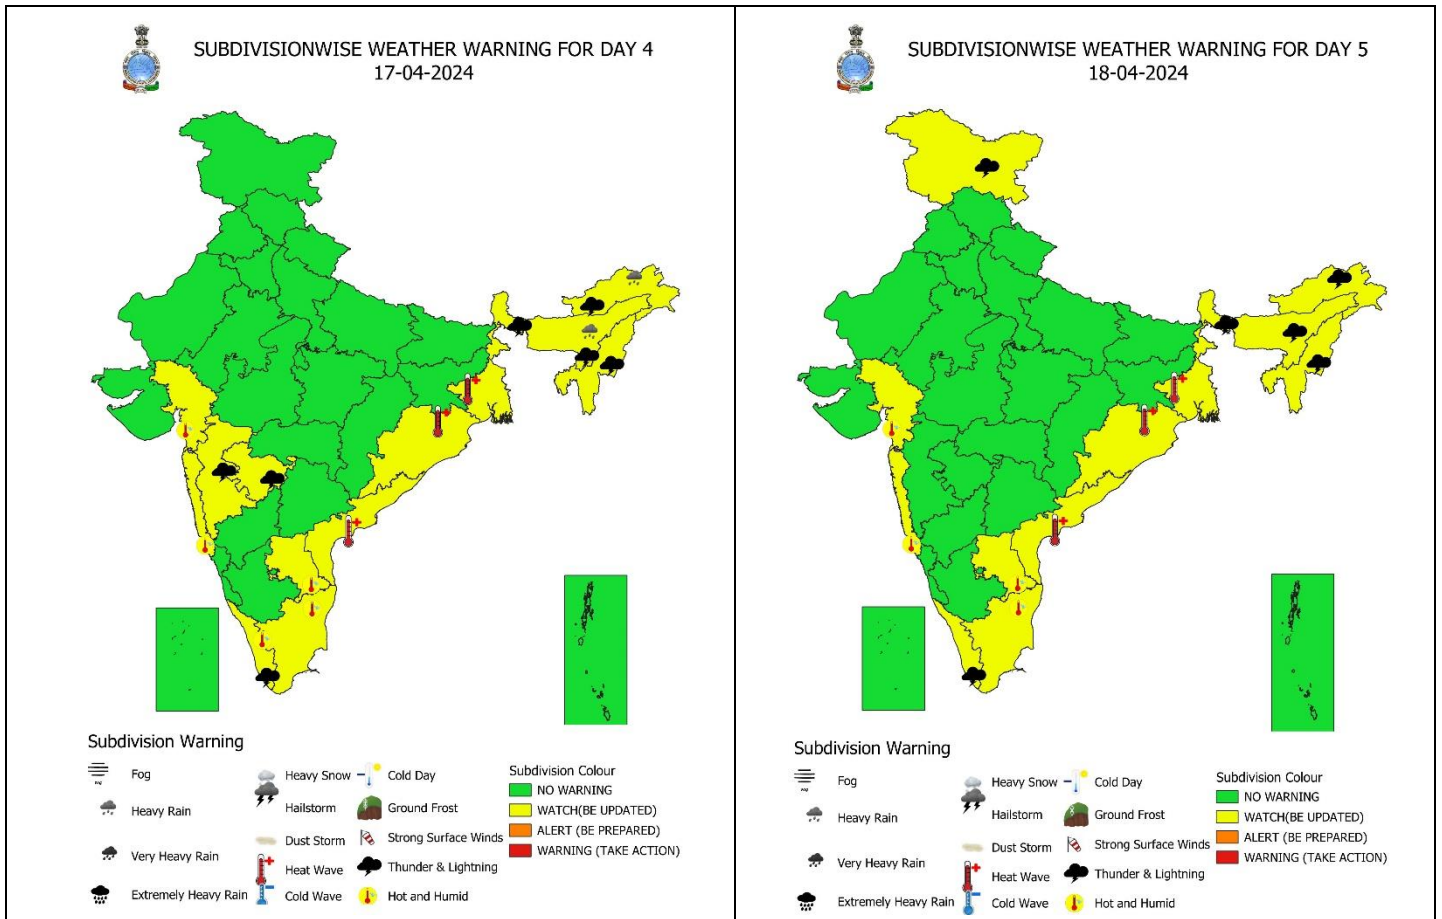 SUBDIVISIONWISE WEATHER WARNING FOR DAY 4
17-04-2024
Subdivision Warning
Fog
Heavy Rain
Very Heavy Rain
Extremely Heavy Rain
Heavy Snow
Hailstorm
Dust Storm
Heat Wave
Cold Wave
Cold Day
Ground Frost
Strong Surface Winds
Thunder & Lightning
Hot and Humid
Subdivision Colour
NO WARNING
WATCH(BE UPDATED)
ALERT (BE PREPARED)
WARNING (TAKE ACTION)
SUBDIVISIONWISE WEATHER WARNING FOR DAY 5
18-04-2024
Subdivision Warning
Fog
Heavy Rain
Very Heavy Rain
Extremely Heavy Rain
Heavy Snow
Hailstorm
Dust Storm
Heat Wave
Cold Wave
Cold Day
Ground Frost
Strong Surface Winds
Thunder & Lightning
Hot and Humid
Subdivision Colour
NO WARNING
WATCH(BE UPDATED)
ALERT (BE PREPARED)
WARNING (TAKE ACTION)